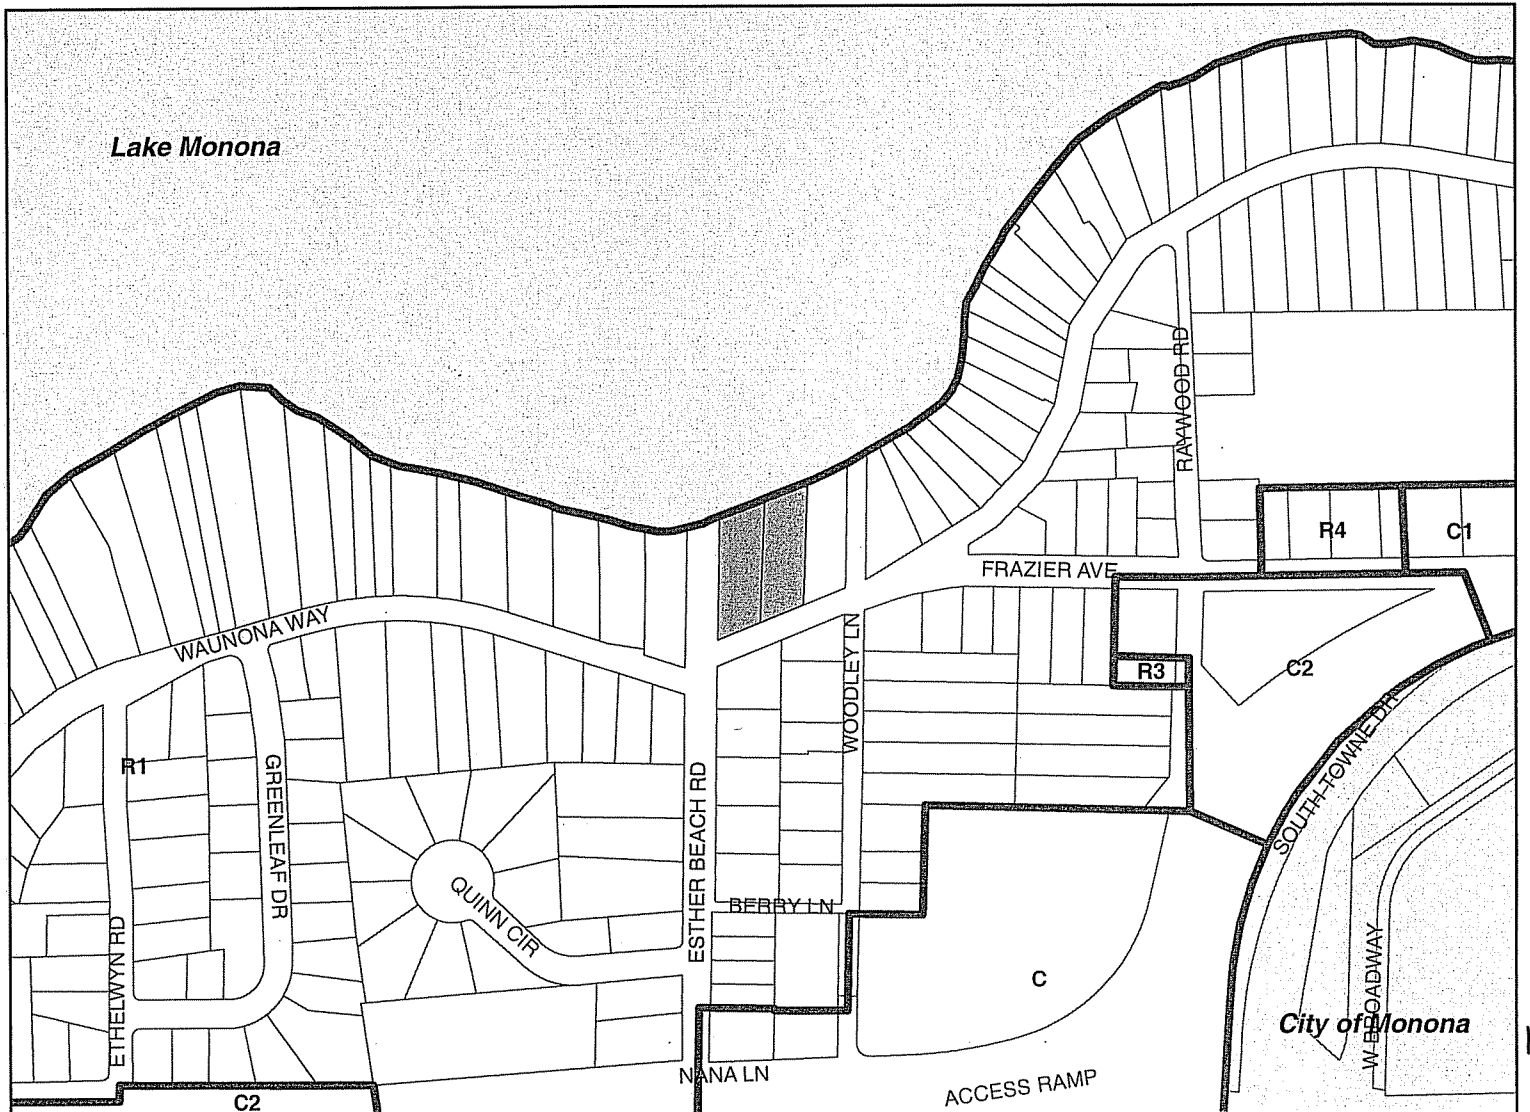 Lake Monona
RAYWOOD RD
R4
C1
FRAZIER AVE
WAUNONA WAY
WOODLEY LN
R3
C2
R1
GREENLEAF DR
ESTHER BEACH RD
SOUTH TOWNE DR
QUINN CIR
BERRY LN
ETHELWYN RD
W BROADWAY
C
City of Monona
NANA LN
ACCESS RAMP
C2